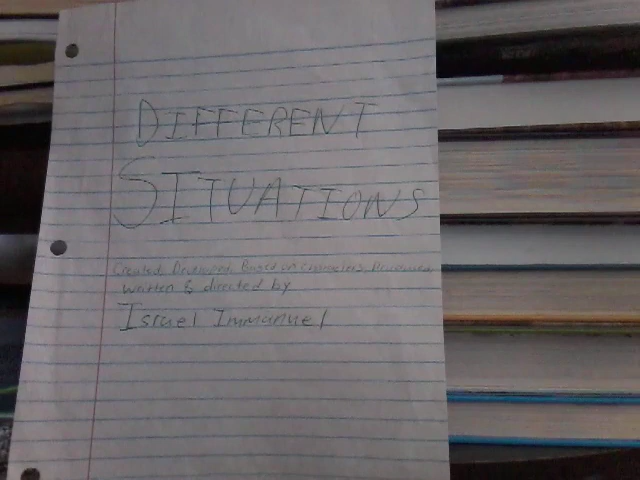 DIFFERENT
SITUATIONS
Created, Developed, Based on characters,
written & directed by
Israel Immanuel